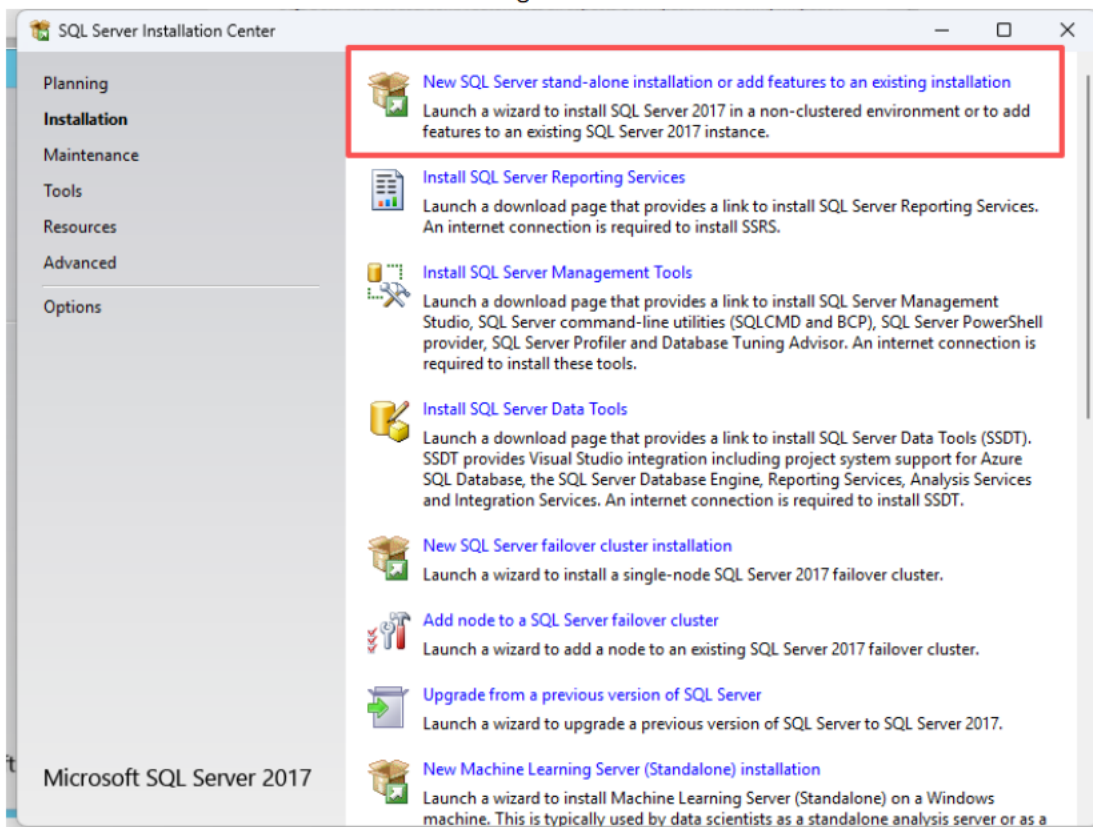 SQL Server Installation Center
Planning
Installation
Maintenance
Tools
Resources
Advanced
Options
Microsoft SQL Server 2017
New SQL Server stand-alone installation or add features to an existing installation
Launch a wizard to install SQL Server 2017 in a non-clustered environment or to add
features to an existing SQL Server 2017 instance.
Install SQL Server Reporting Services
Launch a download page that provides a link to install SQL Server Reporting Services.
An internet connection is required to install SSRS.
Install SQL Server Management Tools
Launch a download page that provides a link to install SQL Server Management
Studio, SQL Server command-line utilities (SQLCMD and BCP), SQL Server PowerShell
provider, SQL Server Profiler and Database Tuning Advisor. An internet connection is
required to install these tools.
Install SQL Server Data Tools
Launch a download page that provides a link to install SQL Server Data Tools (SSDT).
SSDT provides Visual Studio integration including project system support for Azure
SQL Database, the SQL Server Database Engine, Reporting Services, Analysis Services
and Integration Services. An internet connection is required to install SSDT.
New SQL Server failover cluster installation
Launch a wizard to install a single-node SQL Server 2017 failover cluster.
Add node to a SQL Server failover cluster
Launch a wizard to add a node to an existing SQL Server 2017 failover cluster.
Upgrade from a previous version of SQL Server
Launch a wizard to upgrade a previous version of SQL Server to SQL Server 2017.
New Machine Learning Server (Standalone) installation
Launch a wizard to install Machine Learning Server (Standalone) on a Windows
machine. This is typically used by data scientists as a standalone analysis server or as a